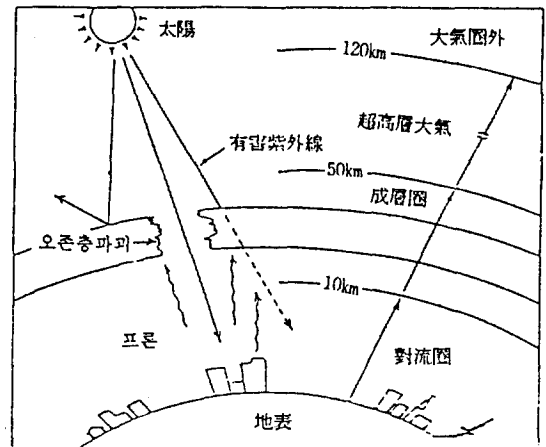 太陽
大氣圈外
120km
超高層大氣
有害紫外線
50km
成層圈
오존층파괴
10km
프론
對流圈
地表